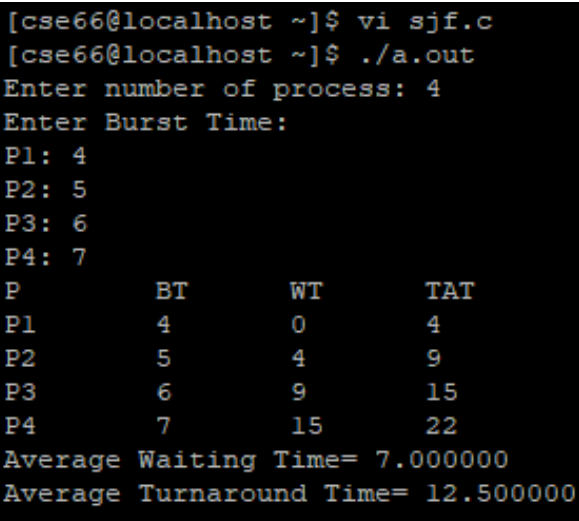 [cse66@localhost ~]$ vi sjf.c
[cse66@localhost ~]$ ./a.out
Enter number of process: 4
Enter Burst Time:
P1: 4
P2: 5
P3: 6
P4: 7
P BT WT TAT
P1 4 0 4
P2 5 4 9
P3 6 9 15
P4 7 15 22
Average Waiting Time= 7.000000
Average Turnaround Time= 12.500000